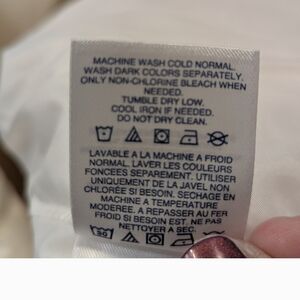 MACHINE WASH COLD NORMAL.
WASH DARK COLORS SEPARATELY.
ONLY NON-CHLORINE BLEACH WHEN
NEEDED.
TUMBLE DRY LOW.
COOL IRON IF NEEDED.
DO NOT DRY CLEAN.
LAVABLE A LA MACHINE A FROID
NORMAL. LAVER LES COULEURS
FONCEES SEPAREMENT. UTILISER
UNIQUEMENT DE LA JAVEL NON
CHLORÉE SI BESOIN. SECHAGE EN
MACHINE A TEMPERATURE
MODEREE. A REPASSER AU FER
FROID SI BESOIN EST. NE PAS
NETTOYER A SEC.
30